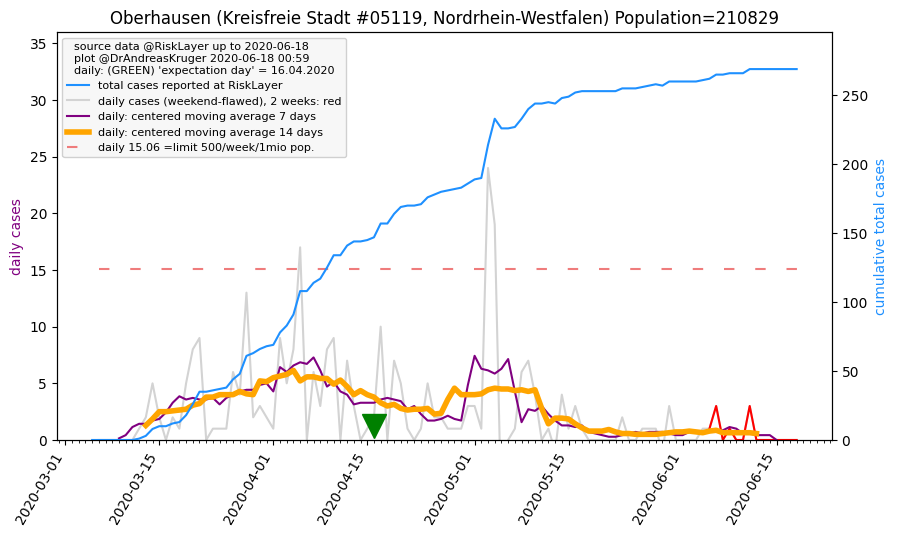 Oberhausen (Kreisfreie Stadt #05119, Nordrhein-Westfalen) Population=210829
source data @RiskLayer up to 2020-06-18
plot @DrAndreasKruger 2020-06-18 00:59
daily: (GREEN) 'expectation day' = 16.04.2020
total cases reported at RiskLayer
daily cases (weekend-flawed), 2 weeks: red
daily: centered moving average 7 days
daily: centered moving average 14 days
daily 15.06 =limit 500/week/1mio pop.
daily cases
35
30
25
20
15
10
5
0
cumulative total cases
250
200
150
100
50
0
2020-03-01
2020-03-15
2020-04-01
2020-04-15
2020-05-01
2020-05-15
2020-06-01
2020-06-15